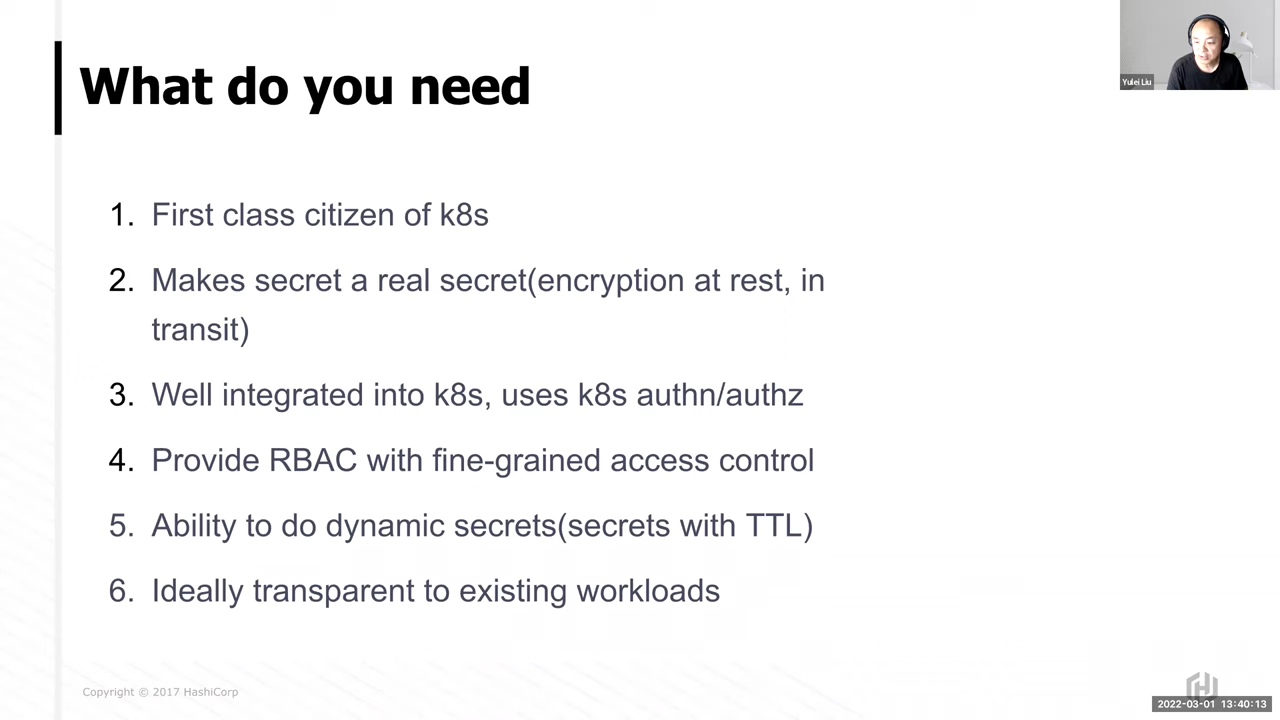 What do you need
Yulei Liu
1. First class citizen of k8s
2. Makes secret a real secret(encryption at rest, in
transit)
3. Well integrated into k8s, uses k8s authn/authz
4. Provide RBAC with fine-grained access control
5. Ability to do dynamic secrets(secrets with TTL)
6. Ideally transparent to existing workloads
Copyright © 2017 HashiCorp
2022-03-01 13:40:13